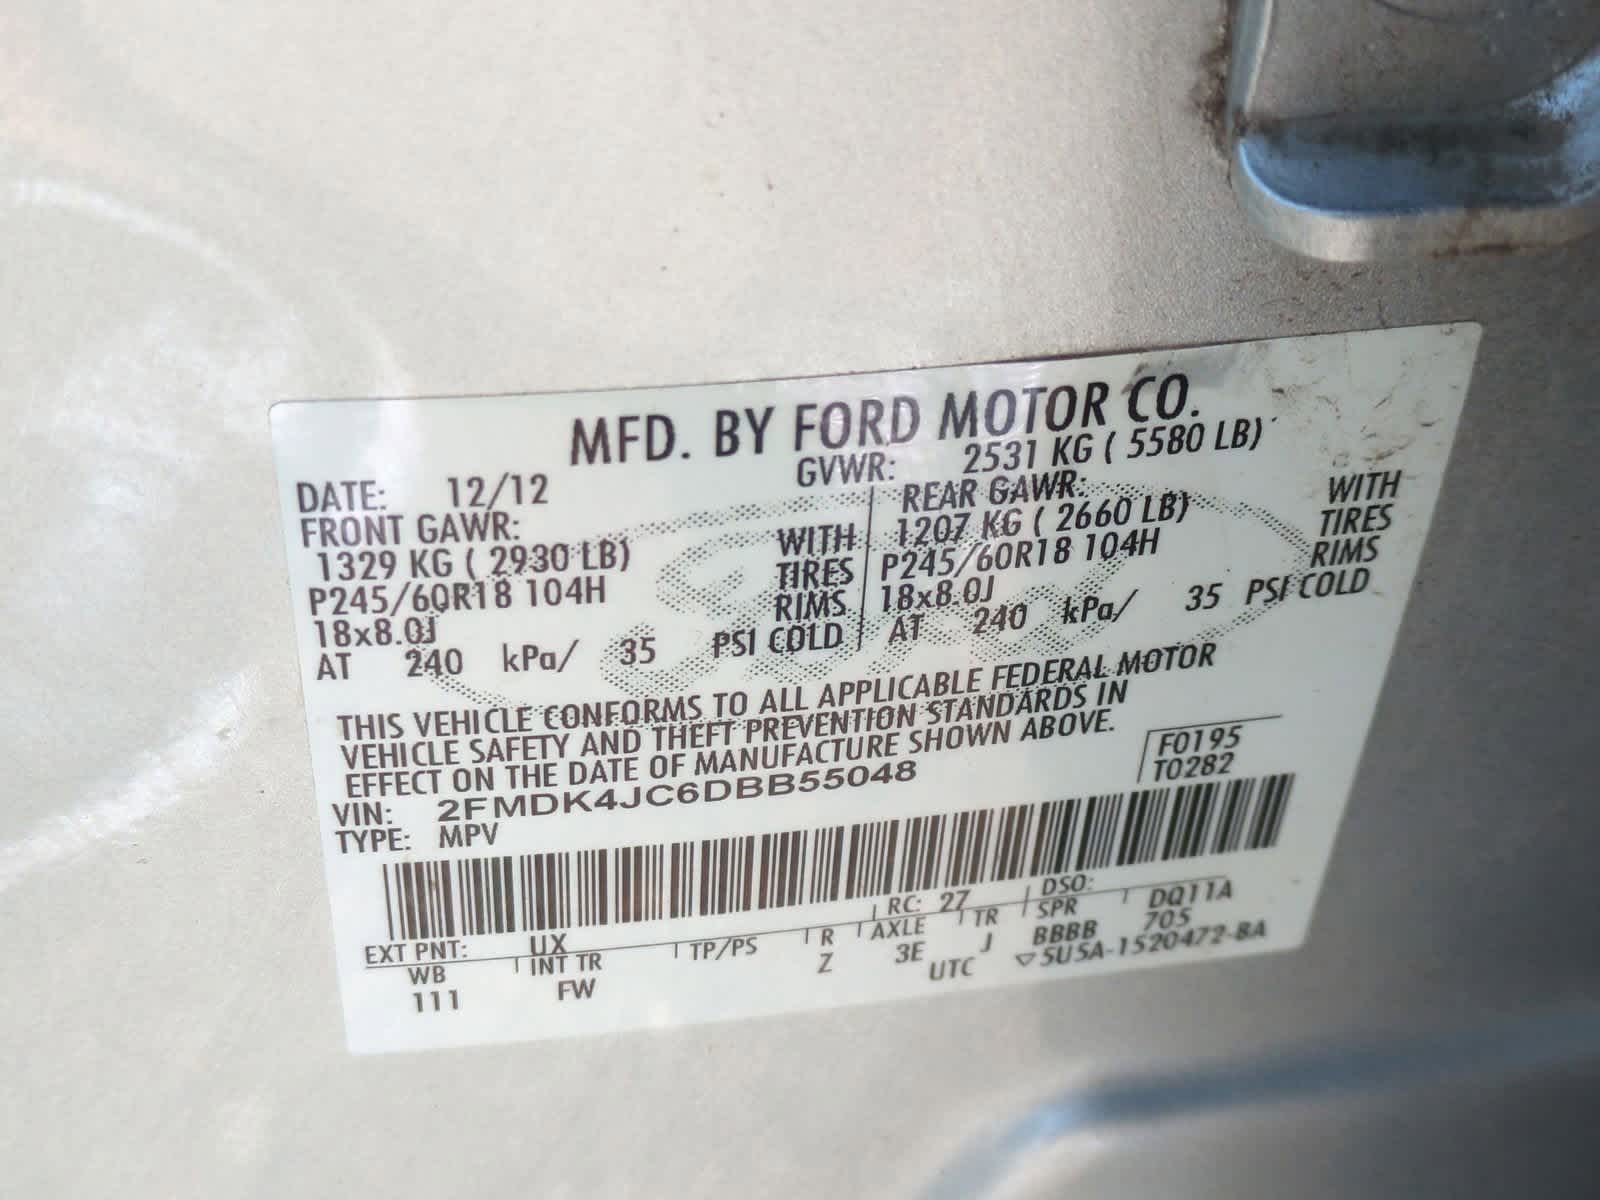 MFD. BY FORD MOTOR CO.
DATE: 12/12 GVWR: 2531 KG ( 5580 LB)
FRONT GAWR: REAR GAWR:
1329 KG ( 2930 LB) WITH 1207 KG ( 2660 LB) WITH
P245/60R18 104H TIRES P245/60R18 104H TIRES
18x8.0J RIMS 18x8.0J RIMS
AT 240 kPa/ 35 PSI COLD AT 240 kPa/ 35 PSI COLD
THIS VEHICLE CONFORMS TO ALL APPLICABLE FEDERAL MOTOR
VEHICLE SAFETY AND THEFT PREVENTION STANDARDS IN
EFFECT ON THE DATE OF MANUFACTURE SHOWN ABOVE.
VIN: 2FMDK4JC6DBB55048 F0195
TYPE: MPV T0282
EXT PNT: UX RC: 27 DSO:
WB INT TR TP/PS R AXLE TR SPR DQ11A
111 FW Z 3E J BBBB 705
UTC ▽5U5A-1520472-BA